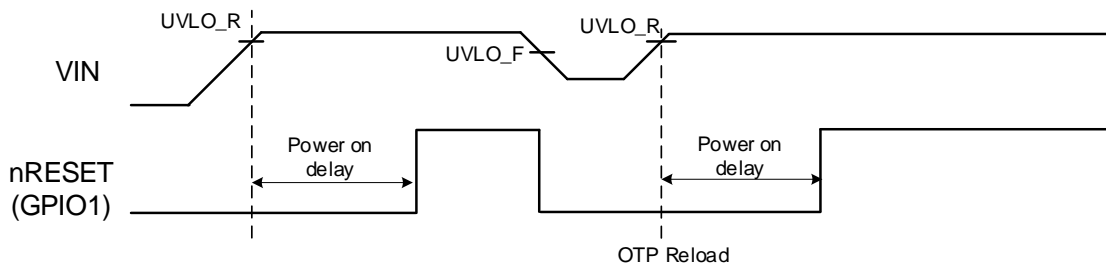 UVLO_R
UVLO_R
UVLO_F
VIN
Power on
delay
Power on
delay
nRESET
(GPIO1)
OTP Reload